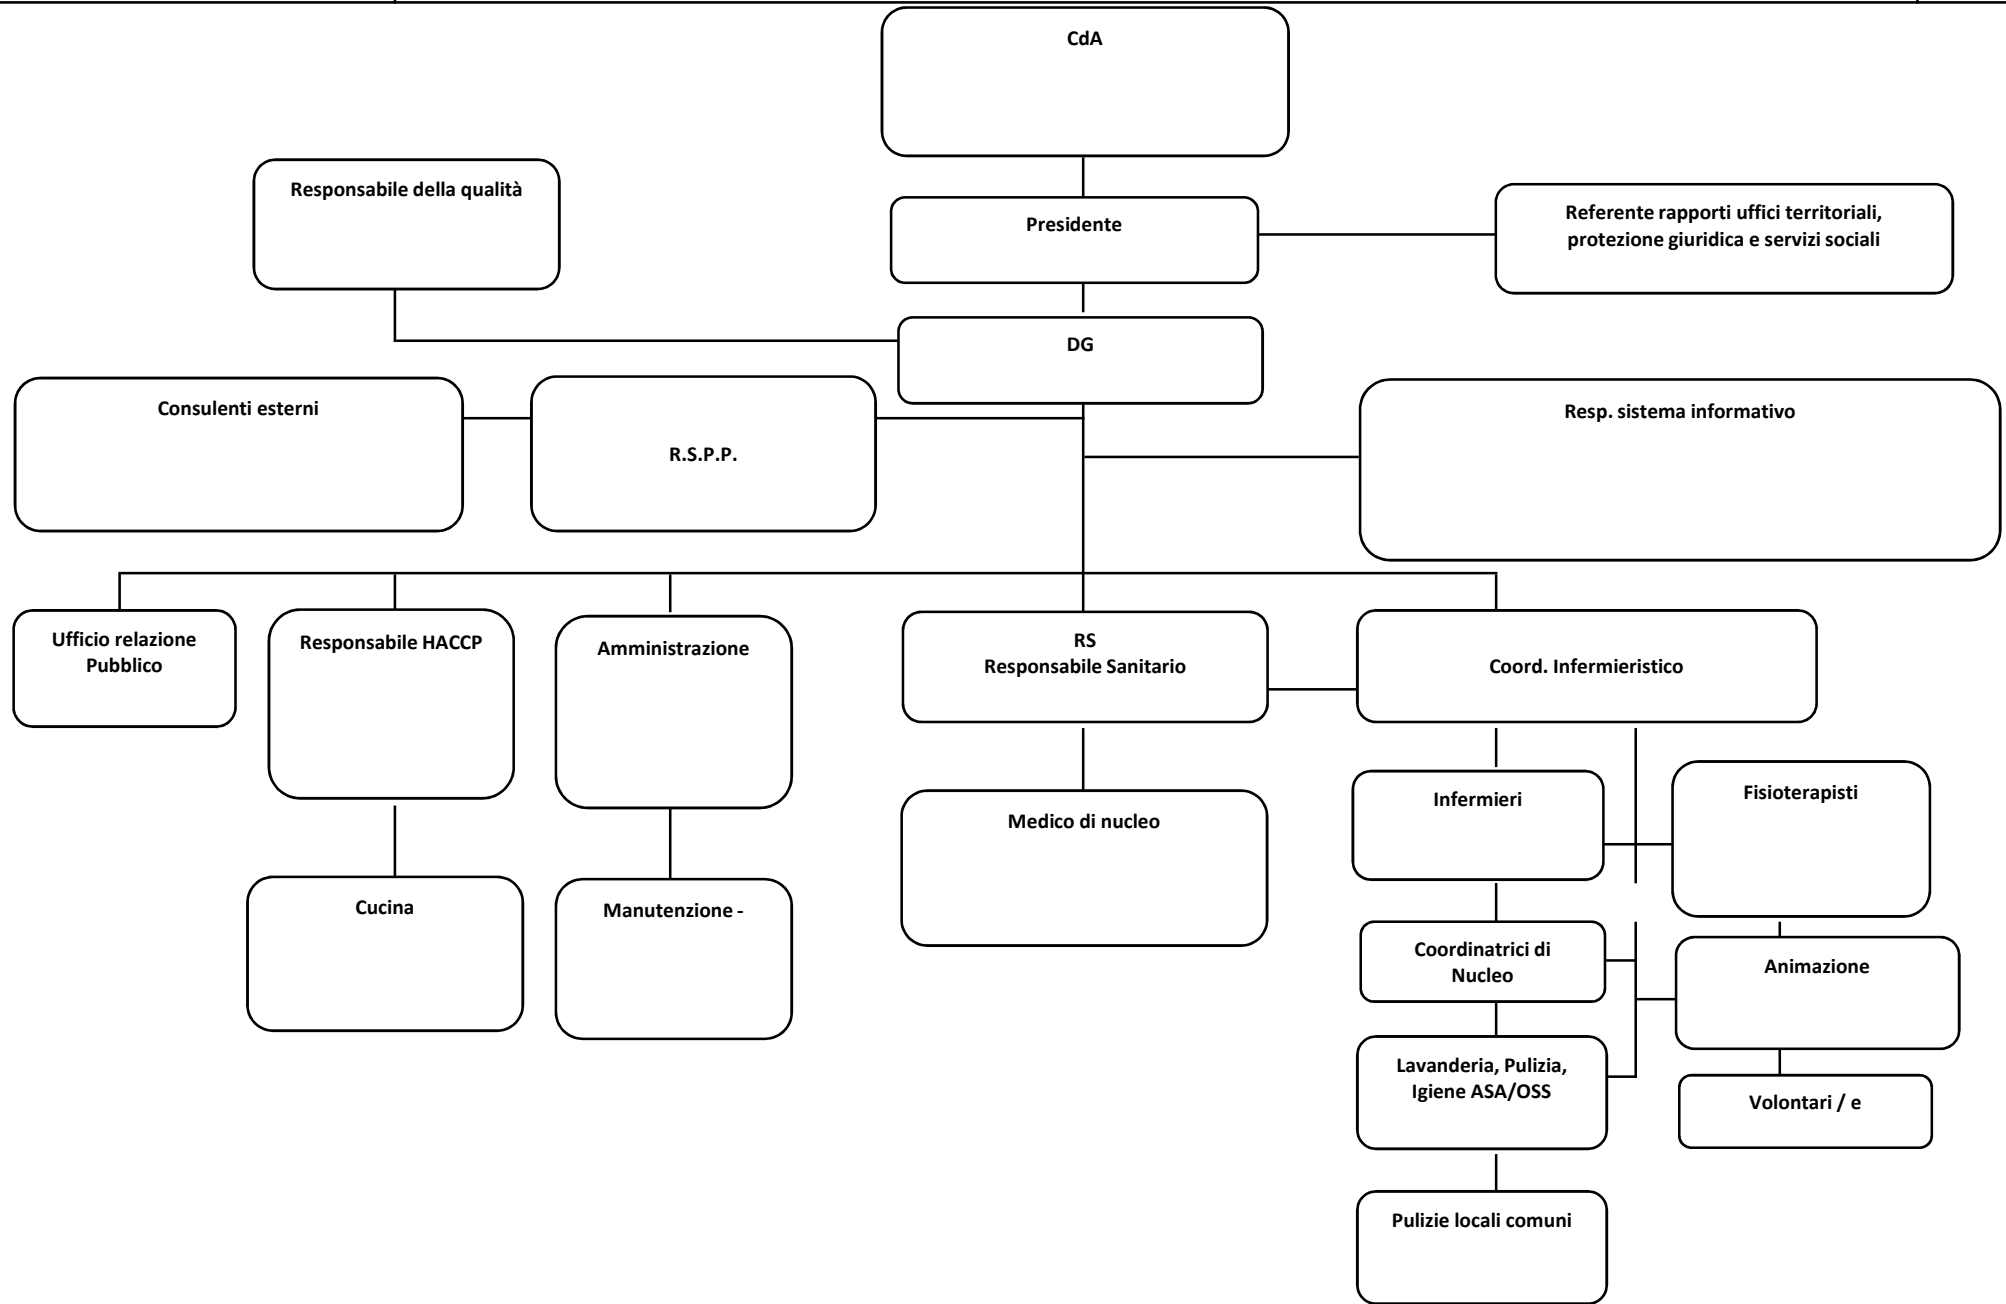 CdA
Responsabile della qualità
Presidente
Referente rapporti uffici territoriali,
protezione giuridica e servizi sociali
DG
Consulenti esterni
R.S.P.P.
Resp. sistema informativo
Ufficio relazione
Pubblico
Responsabile HACCP
Amministrazione
RS
Responsabile Sanitario
Coord. Infermieristico
Infermieri
Fisioterapisti
Medico di nucleo
Cucina
Manutenzione -
Coordinatrici di
Nucleo
Animazione
Lavanderia, Pulizia,
Igiene ASA/OSS
Volontari / e
Pulizie locali comuni